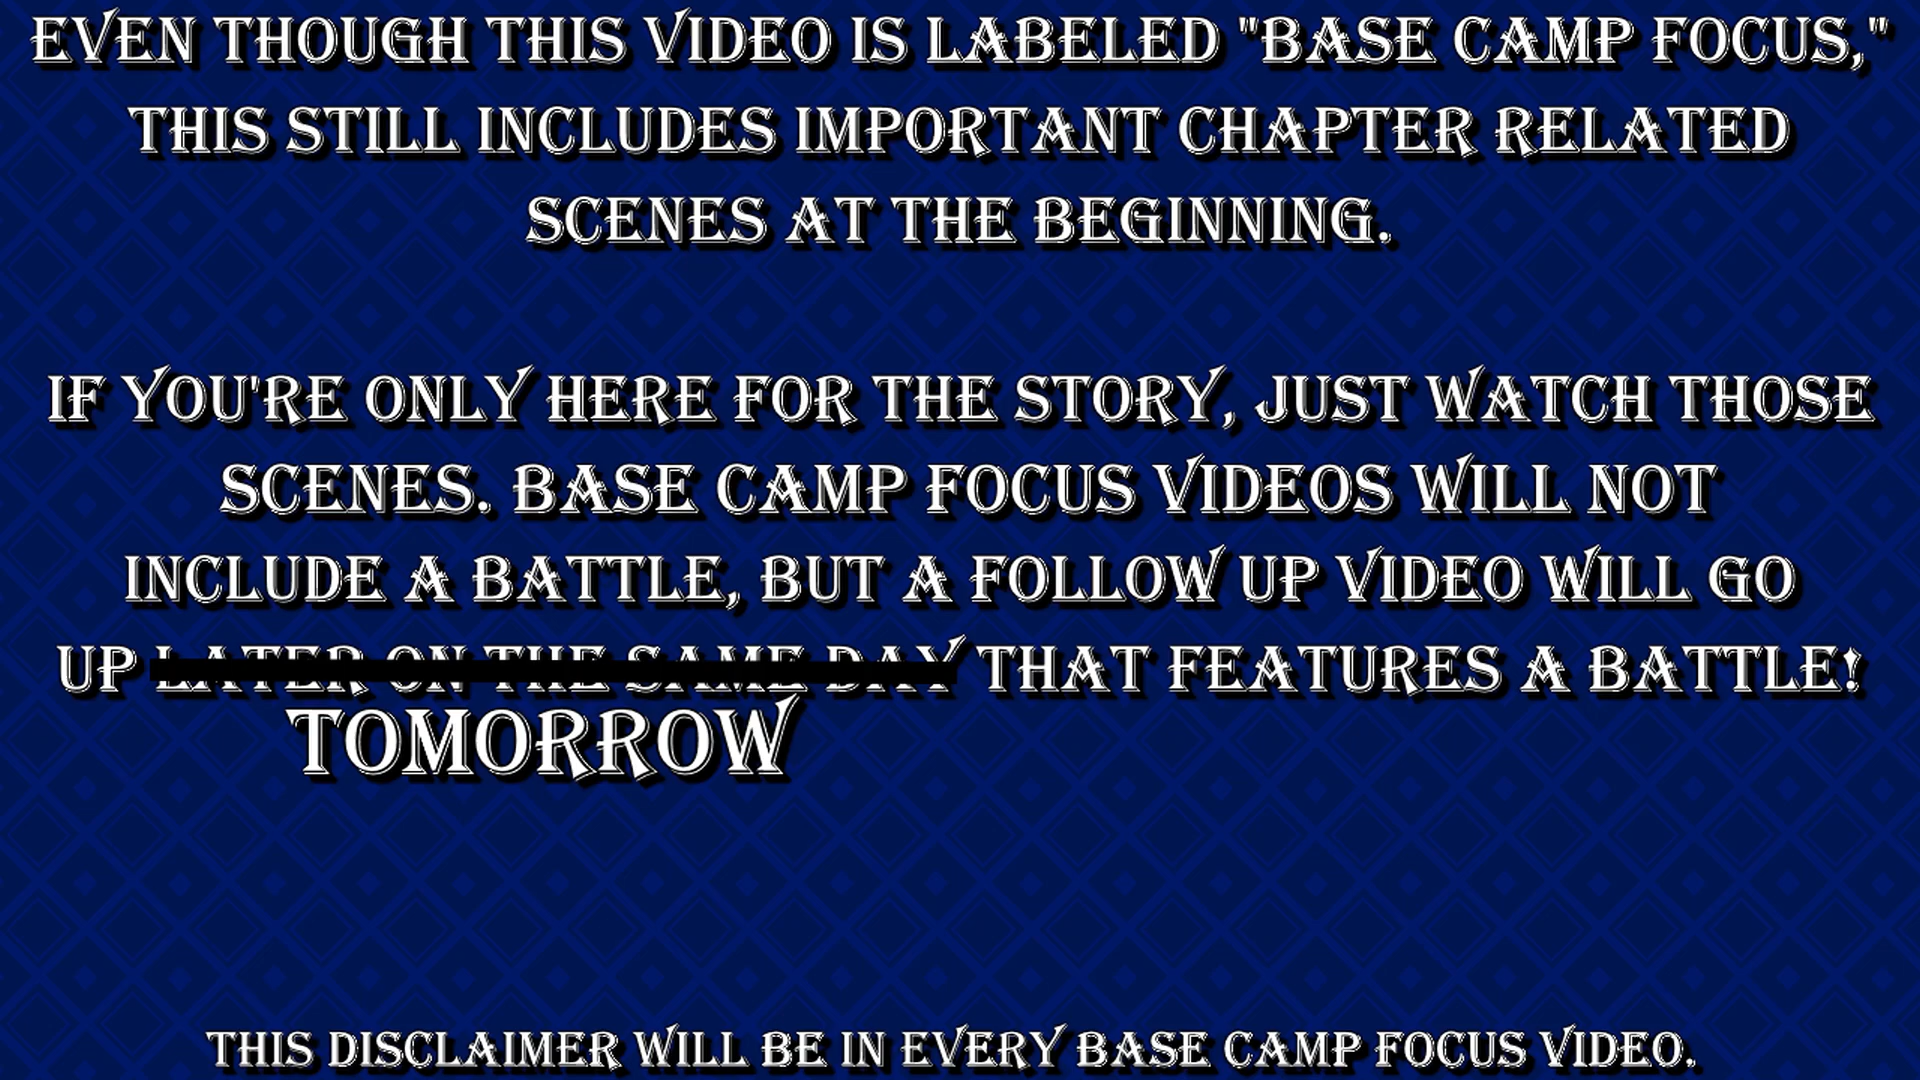 EVEN THOUGH THIS VIDEO IS LABELED "BASE CAMP FOCUS,"
THIS STILL INCLUDES IMPORTANT CHAPTER RELATED
SCENES AT THE BEGINNING.
IF YOU'RE ONLY HERE FOR THE STORY, JUST WATCH THOSE
SCENES. BASE CAMP FOCUS VIDEOS WILL NOT
INCLUDE A BATTLE, BUT A FOLLOW UP VIDEO WILL GO
UP LATER ON THE SAME DAY THAT FEATURES A BATTLE!
TOMORROW
THIS DISCLAIMER WILL BE IN EVERY BASE CAMP FOCUS VIDEO.